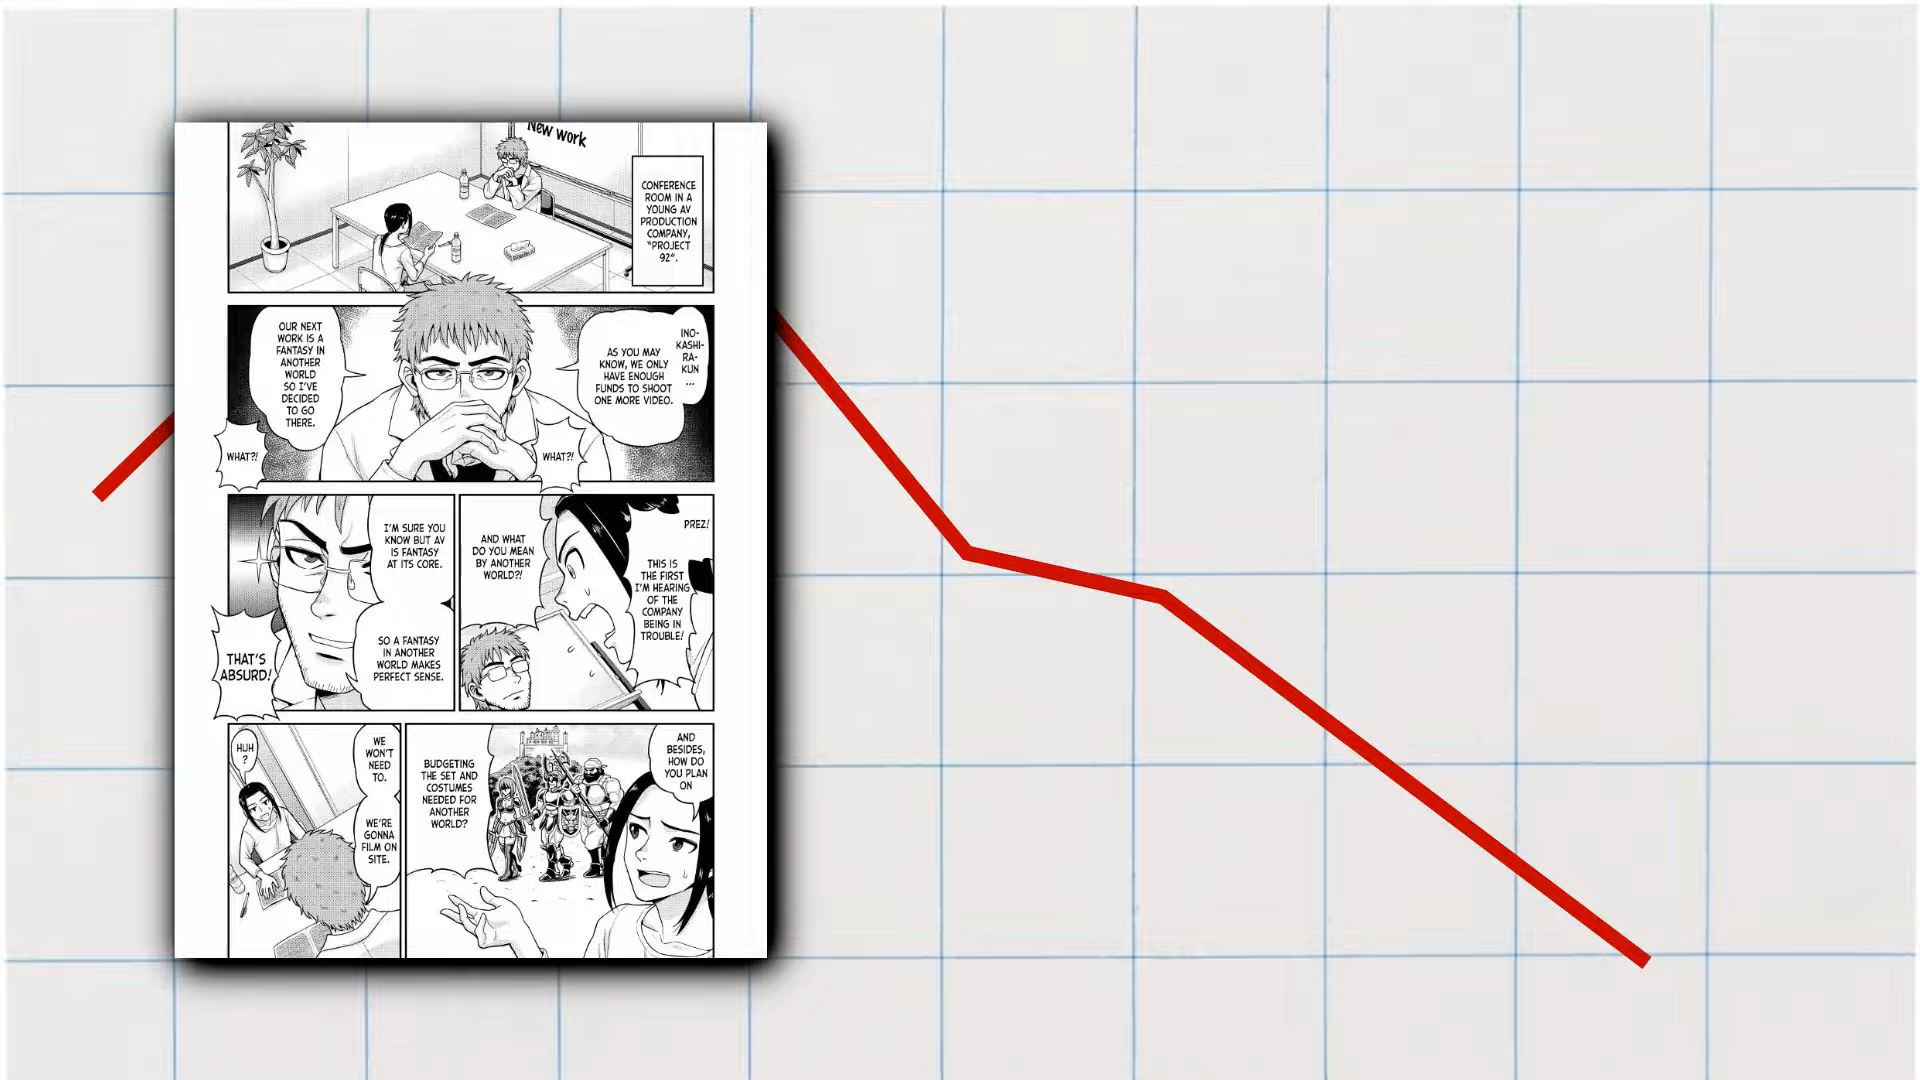 New work
CONFERENCE
ROOM IN A
YOUNG AV
PRODUCTION
COMPANY,
"PROJECT
92".
INO-
KASHI-
RA-
KUN
...
AS YOU MAY
KNOW, WE ONLY
HAVE ENOUGH
FUNDS TO SHOOT
ONE MORE VIDEO.
OUR NEXT
WORK IS A
FANTASY IN
ANOTHER
WORLD
SO I'VE
DECIDED
TO GO
THERE.
WHAT?!
WHAT?!
PREZ!
THIS IS
THE FIRST
I'M HEARING
OF THE
COMPANY
BEING IN
TROUBLE!
AND WHAT
DO YOU MEAN
BY ANOTHER
WORLD?!
I'M SURE YOU
KNOW BUT AV
IS FANTASY
AT ITS CORE.
SO A FANTASY
IN ANOTHER
WORLD MAKES
PERFECT SENSE.
THAT'S
ABSURD!
AND
BESIDES,
HOW DO
YOU PLAN
ON
BUDGETING
THE SET AND
COSTUMES
NEEDED FOR
ANOTHER
WORLD?
WE
WON'T
NEED
TO.
WE'RE
GONNA
FILM ON
SITE.
HUH
?